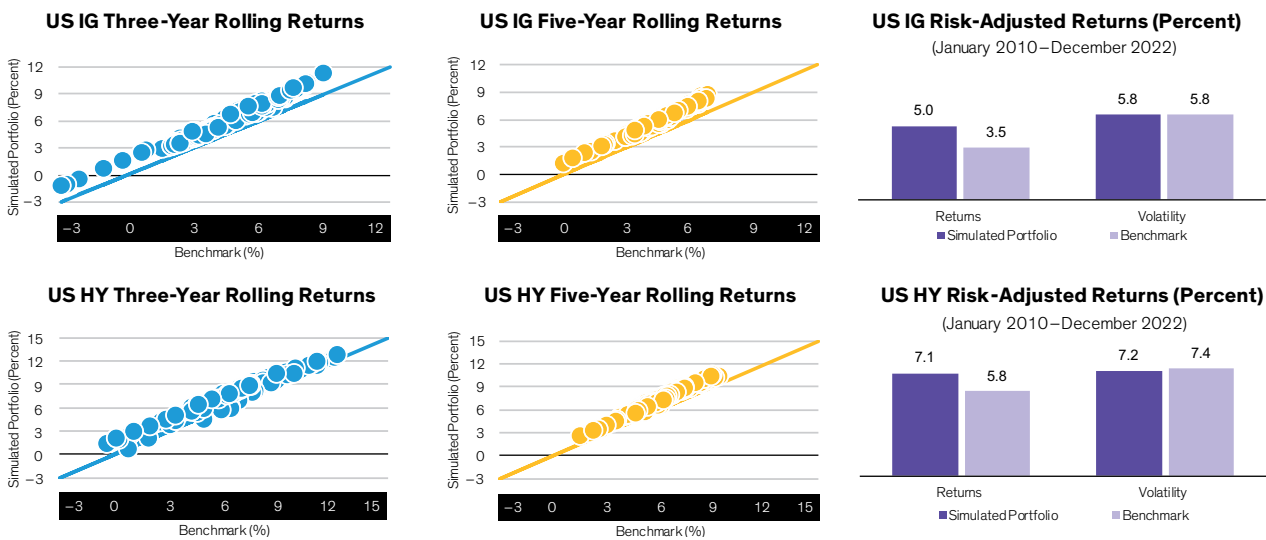 US IG Three-Year Rolling Returns
Simulated Portfolio (Percent)
12
9
6
3
0
–3
–3 0 3 6 9 12
Benchmark (%)
US IG Five-Year Rolling Returns
Simulated Portfolio (Percent)
12
9
6
3
0
–3
–3 0 3 6 9 12
Benchmark (%)
US IG Risk-Adjusted Returns (Percent)
(January 2010–December 2022)
5.0 3.5 5.8 5.8
Returns Volatility
Simulated Portfolio Benchmark
US HY Three-Year Rolling Returns
Simulated Portfolio (Percent)
15
12
9
6
3
0
–3
–3 0 3 6 9 12 15
Benchmark (%)
US HY Five-Year Rolling Returns
Simulated Portfolio (Percent)
15
12
9
6
3
0
–3
–3 0 3 6 9 12 15
Benchmark (%)
US HY Risk-Adjusted Returns (Percent)
(January 2010–December 2022)
7.1 5.8 7.2 7.4
Returns Volatility
Simulated Portfolio Benchmark